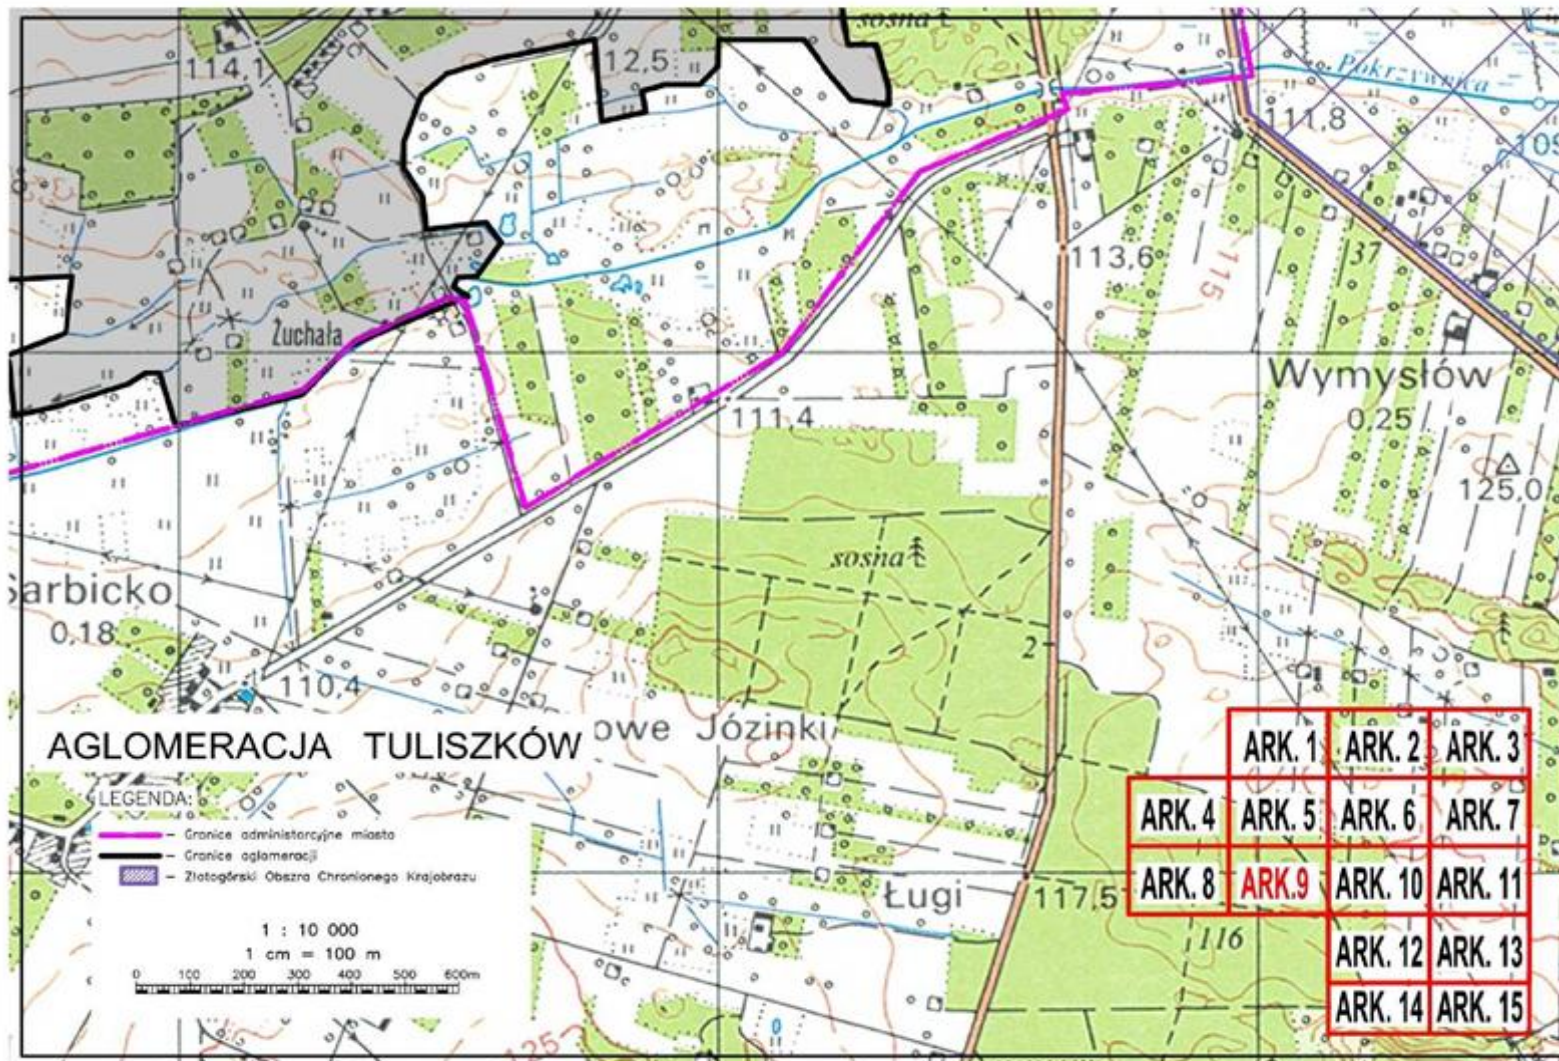 sosna
114,1
112,5
Pokrzywnica
111,8
105
113,6
115
37
Żuchała
Wymysłów
0.25
111,4
125,0
sosna
Sarbicko
0,18
2
110,4
owe Józinki
AGLOMERACJA TULISZKÓW
LEGENDA:
– Granice administarcyjne miasta
– Granice aglomeracji
– Złotogórski Obszra Chronionego Krajobrazu
1 : 10 000
1 cm = 100 m
0 100 200 300 400 500 600m
Ługi
117,5
116
125
ARK. 1 ARK. 2 ARK. 3
ARK. 4 ARK. 5 ARK. 6 ARK. 7
ARK. 8 ARK.9 ARK. 10 ARK. 11
ARK. 12 ARK. 13
ARK. 14 ARK. 15